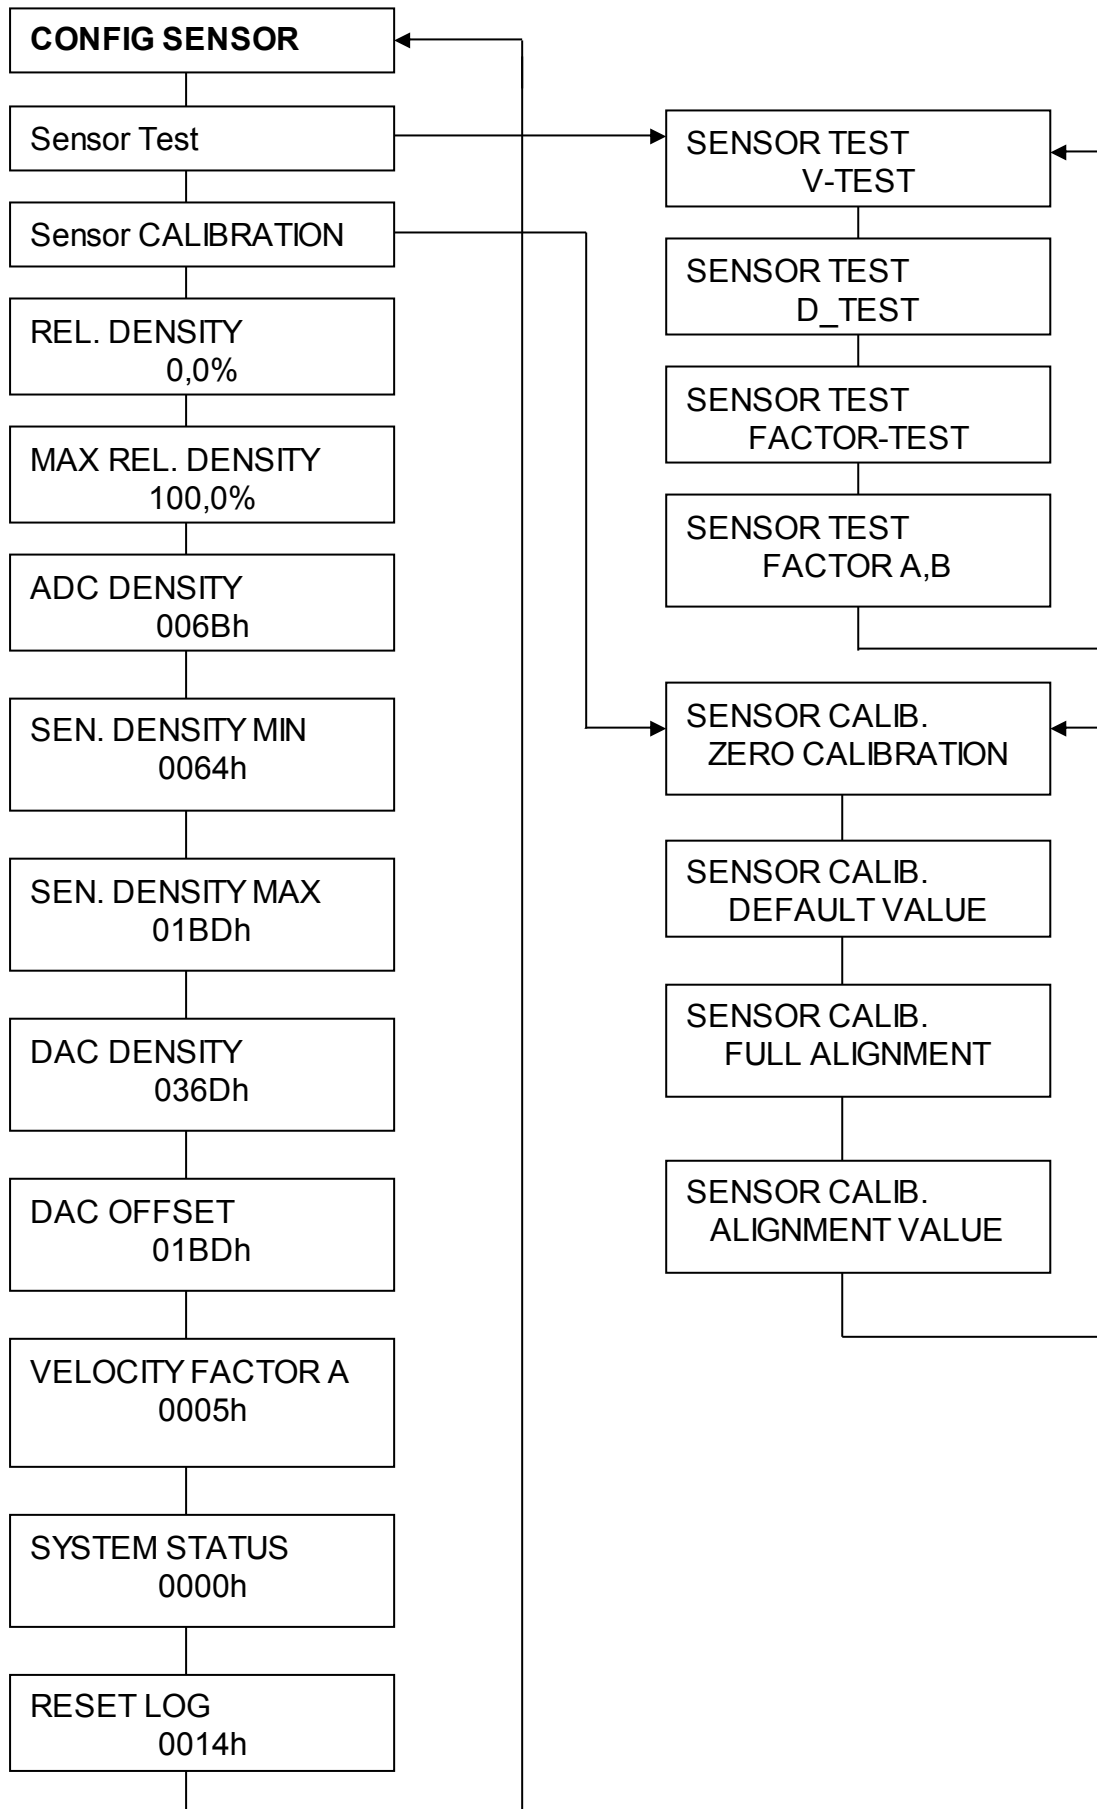 CONFIG SENSOR
Sensor Test
Sensor CALIBRATION
REL. DENSITY
0,0%
MAX REL. DENSITY
100,0%
ADC DENSITY
006Bh
SEN. DENSITY MIN
0064h
SEN. DENSITY MAX
01BDh
DAC DENSITY
036Dh
DAC OFFSET
01BDh
VELOCITY FACTOR A
0005h
SYSTEM STATUS
0000h
RESET LOG
0014h
SENSOR TEST
V-TEST
SENSOR TEST
D_TEST
SENSOR TEST
FACTOR-TEST
SENSOR TEST
FACTOR A,B
SENSOR CALIB.
ZERO CALIBRATION
SENSOR CALIB.
DEFAULT VALUE
SENSOR CALIB.
FULL ALIGNMENT
SENSOR CALIB.
ALIGNMENT VALUE